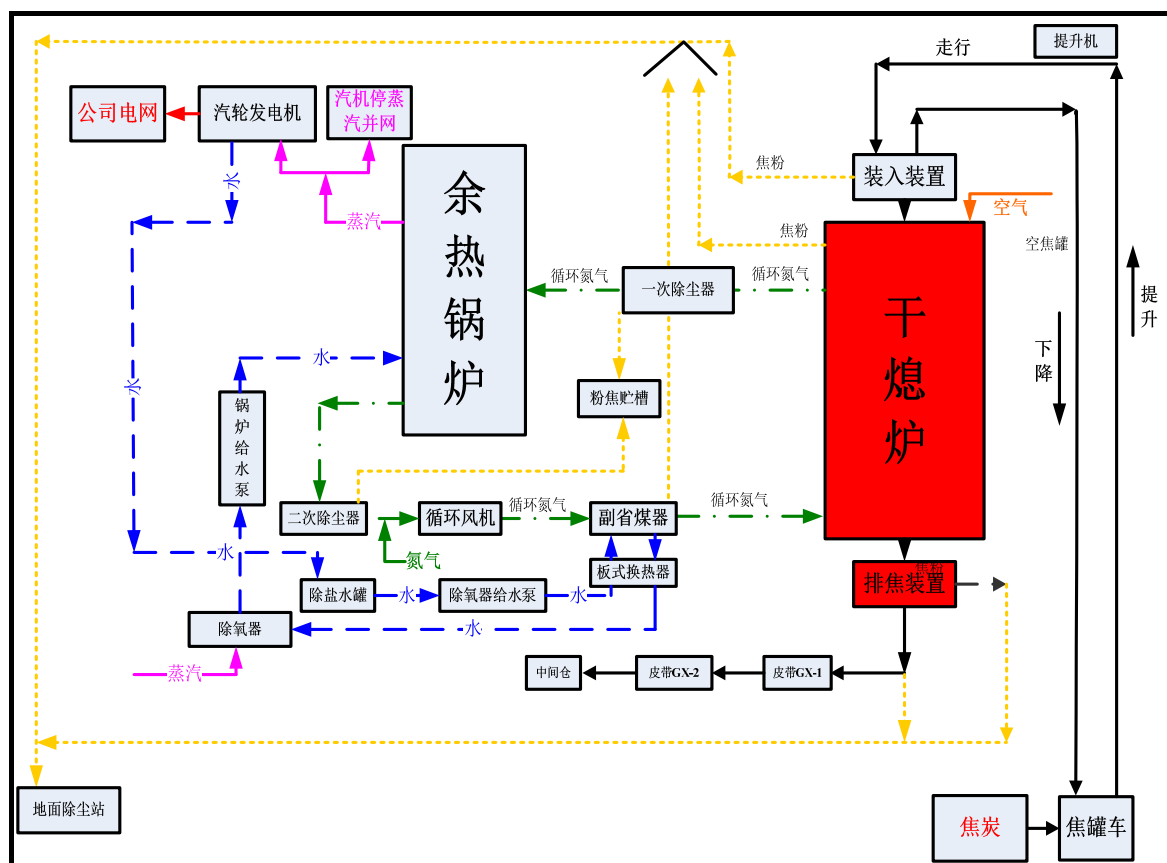 提升机
走行
公司电网
汽轮发电机
汽机停蒸
汽并网
焦粉
装入装置
水
蒸汽
余热锅炉
空气
焦粉
空焦罐
循环氮气
一次除尘器
循环氮气
干熄炉
提升
下降
水
水
粉焦贮槽
锅炉给水泵
二次除尘器
循环风机
循环氮气
副省煤器
循环氮气
水
氮气
板式换热器
焦粉
排焦装置
除盐水罐
水
除氧器给水泵
水
除氧器
水
蒸汽
中间仓
皮带GX-2
皮带GX-1
地面除尘站
焦炭
焦罐车